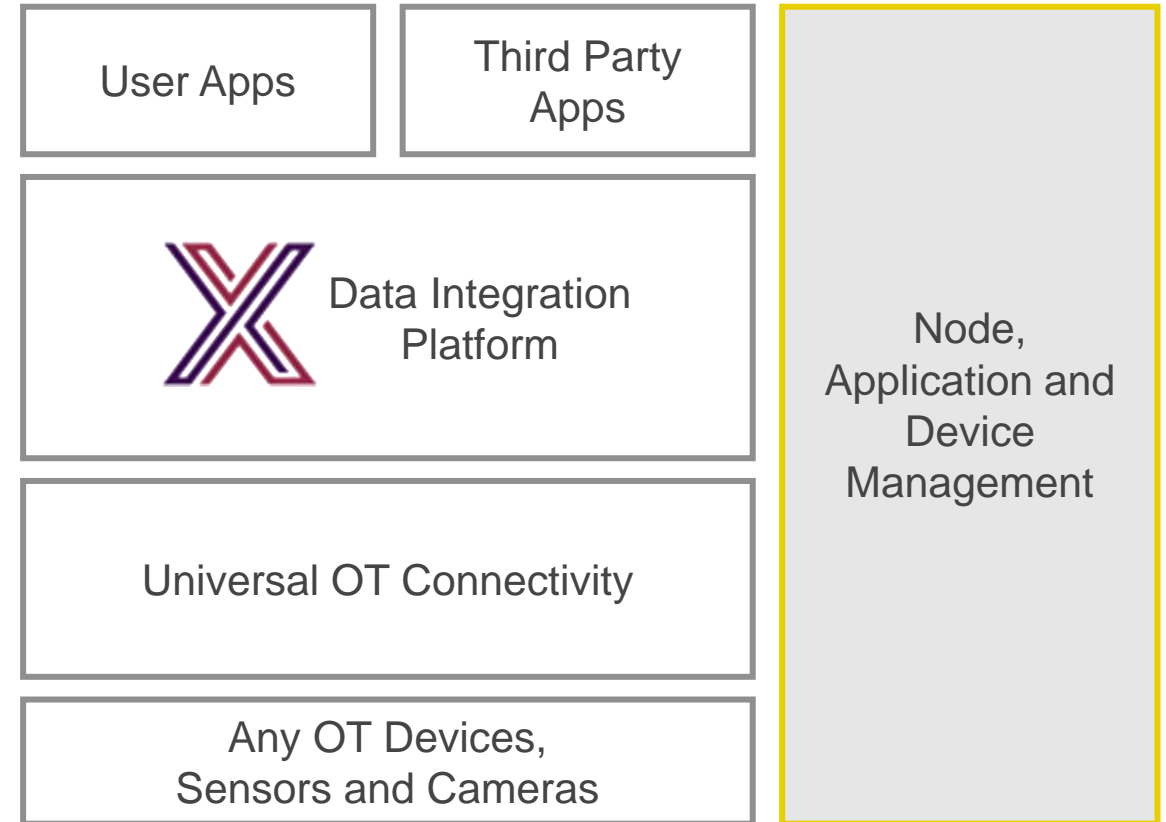 User Apps
Third Party
Apps
Data Integration
Platform
Universal OT Connectivity
Any OT Devices,
Sensors and Cameras
Node,
Application and
Device
Management